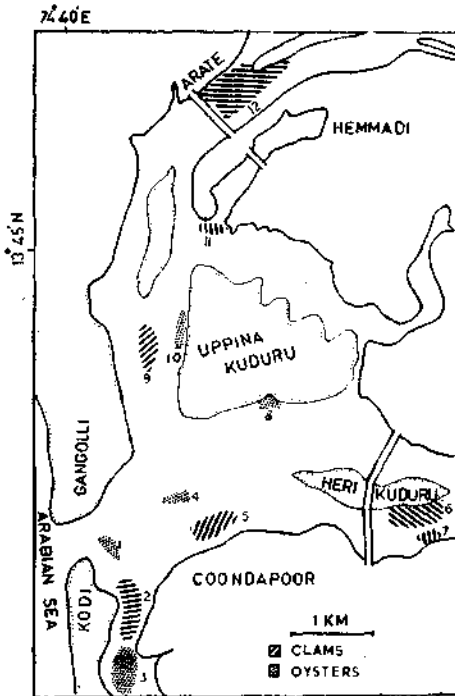 74°40'E
ARATE
12
HEMMADI
13°45'N
11
UPPINA
KUDURU
10
9
8
GANGOLLI
HERI KUDURU
4
6
5
7
ARABIAN SEA
COONDAPOOR
KODI
2
3
1 KM
CLAMS
OYSTERS